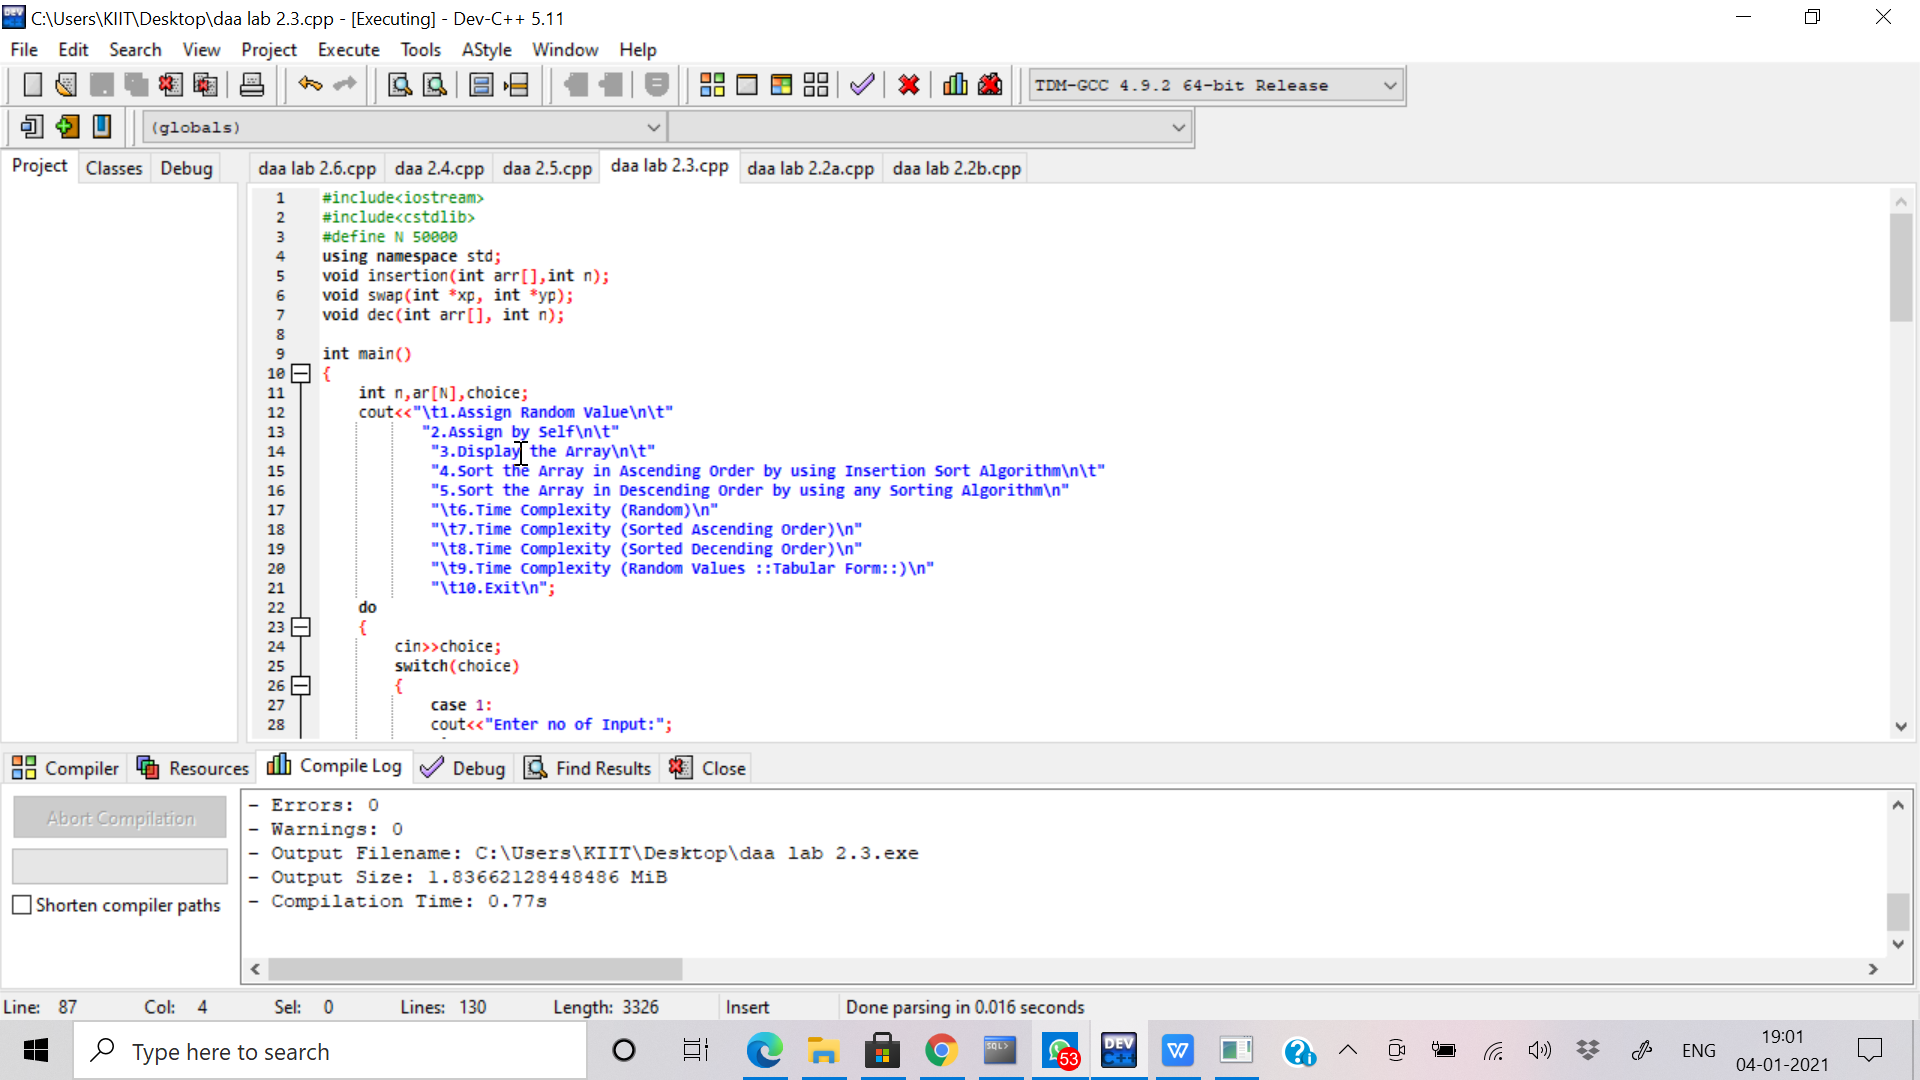 C:\Users\KIIT\Desktop\daa lab 2.3.cpp - [Executing] - Dev-C++ 5.11
File Edit Search View Project Execute Tools AStyle Window Help
TDM-GCC 4.9.2 64-bit Release
(globals)
Project Classes Debug
daa lab 2.6.cpp daa 2.4.cpp daa 2.5.cpp daa lab 2.3.cpp daa lab 2.2a.cpp daa lab 2.2b.cpp
1 #include<iostream>
2 #include<cstdlib>
3 #define N 50000
4 using namespace std;
5 void insertion(int arr[],int n);
6 void swap(int *xp, int *yp);
7 void dec(int arr[], int n);
8
9 int main()
10 {
11 int n,ar[N],choice;
12 cout<<"\t1.Assign Random Value\n\t"
13 "2.Assign by Self\n\t"
14 "3.Display the Array\n\t"
15 "4.Sort the Array in Ascending Order by using Insertion Sort Algorithm\n\t"
16 "5.Sort the Array in Descending Order by using any Sorting Algorithm\n"
17 "\t6.Time Complexity (Random)\n"
18 "\t7.Time Complexity (Sorted Ascending Order)\n"
19 "\t8.Time Complexity (Sorted Decending Order)\n"
20 "\t9.Time Complexity (Random Values ::Tabular Form::)\n"
21 "\t10.Exit\n";
22 do
23 {
24 cin>>choice;
25 switch(choice)
26 {
27 case 1:
28 cout<<"Enter no of Input:";
Compiler Resources Compile Log Debug Find Results Close
Abort Compilation
Shorten compiler paths
- Errors: 0
- Warnings: 0
- Output Filename: C:\Users\KIIT\Desktop\daa lab 2.3.exe
- Output Size: 1.83662128448486 MiB
- Compilation Time: 0.77s
Line: 87 Col: 4 Sel: 0 Lines: 130 Length: 3326 Insert Done parsing in 0.016 seconds
Type here to search
SQL>
53
DEV C++
W
ENG
19:01
04-01-2021